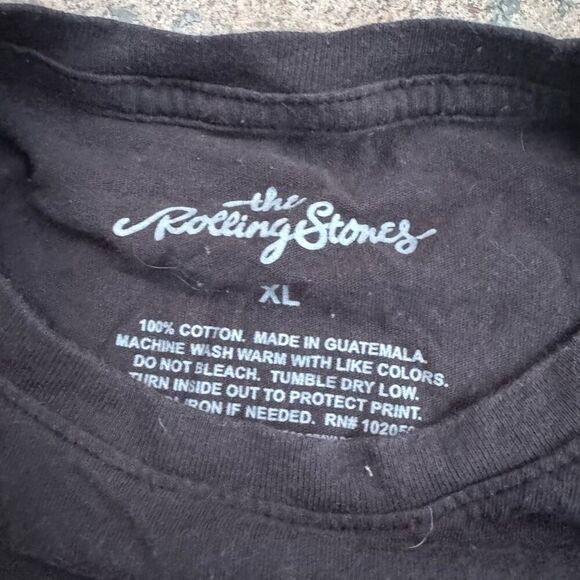 the
Rolling Stones
XL
100% COTTON. MADE IN GUATEMALA.
MACHINE WASH WARM WITH LIKE COLORS.
DO NOT BLEACH. TUMBLE DRY LOW.
TURN INSIDE OUT TO PROTECT PRINT.
IRON IF NEEDED. RN#